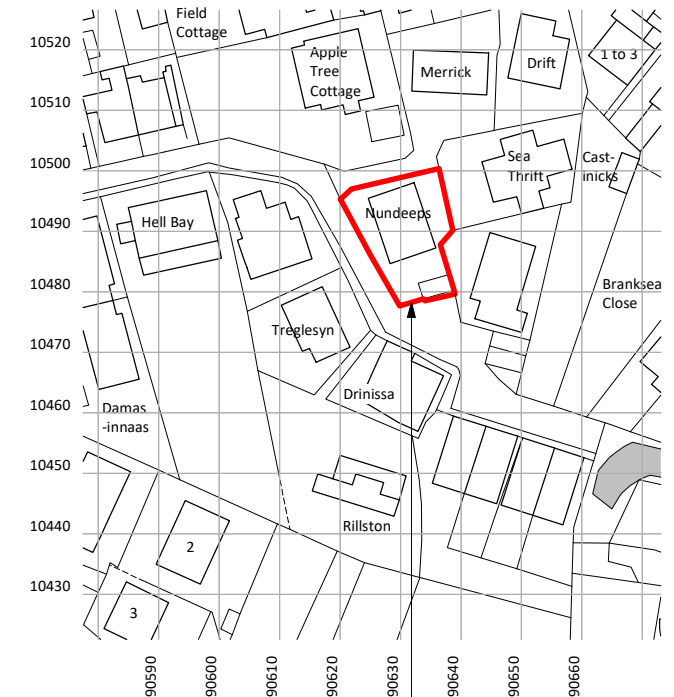 Field
Cottage
10520
Apple
Tree
Cottage
Merrick
Drift
1 to 3
10510
10500
Sea
Thrift
Cast-
inicks
10490
Hell Bay
Nundeeps
10480
Branksea
Close
10470
Treglesyn
10460
Damas
-innaas
Drinissa
10450
10440
Rillston
2
10430
3
90590
90600
90610
90620
90630
90640
90650
90660